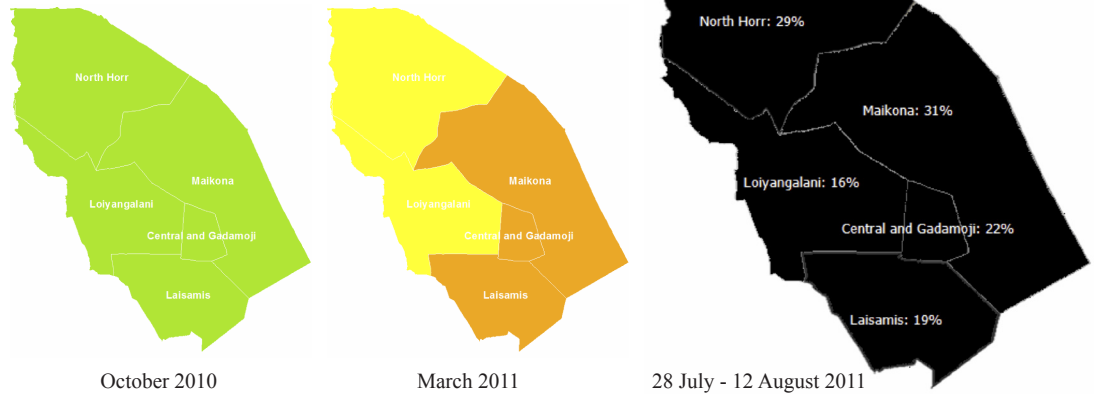 North Horr
Maikona
Loiyangalani
Central and Gadamoji
Laisamis
October 2010
North Horr
Maikona
Loiyangalani
Central and Gadamoji
Laisamis
March 2011
North Horr: 29%
Maikona: 31%
Loiyangalani: 16%
Central and Gadamoji: 22%
Laisamis: 19%
28 July - 12 August 2011